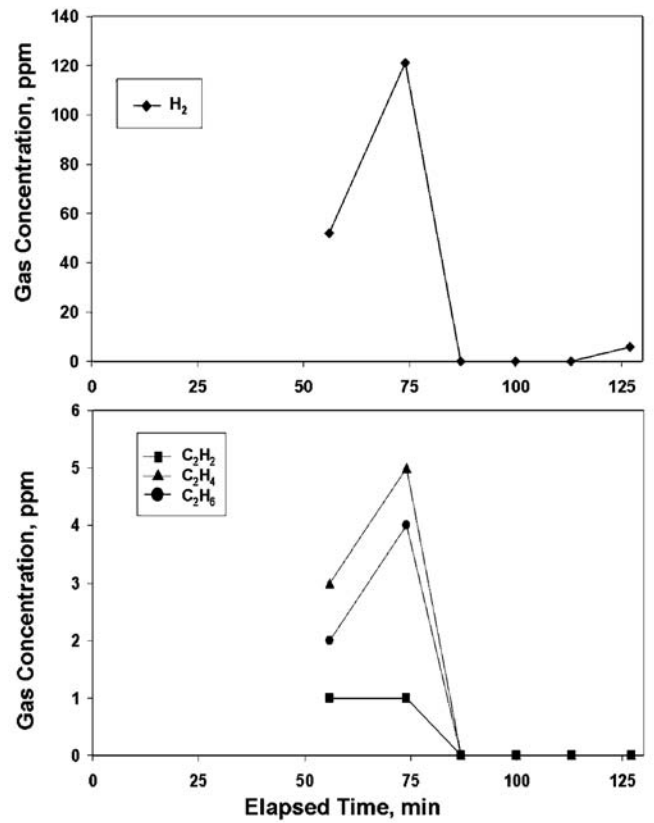 Gas Concentration, ppm
140
120
100
80
60
40
20
0
H₂
0 25 50 75 100 125
Gas Concentration, ppm
6
5
4
3
2
1
0
C₂H₂
C₂H₄
C₂H₆
0 25 50 75 100 125
Elapsed Time, min